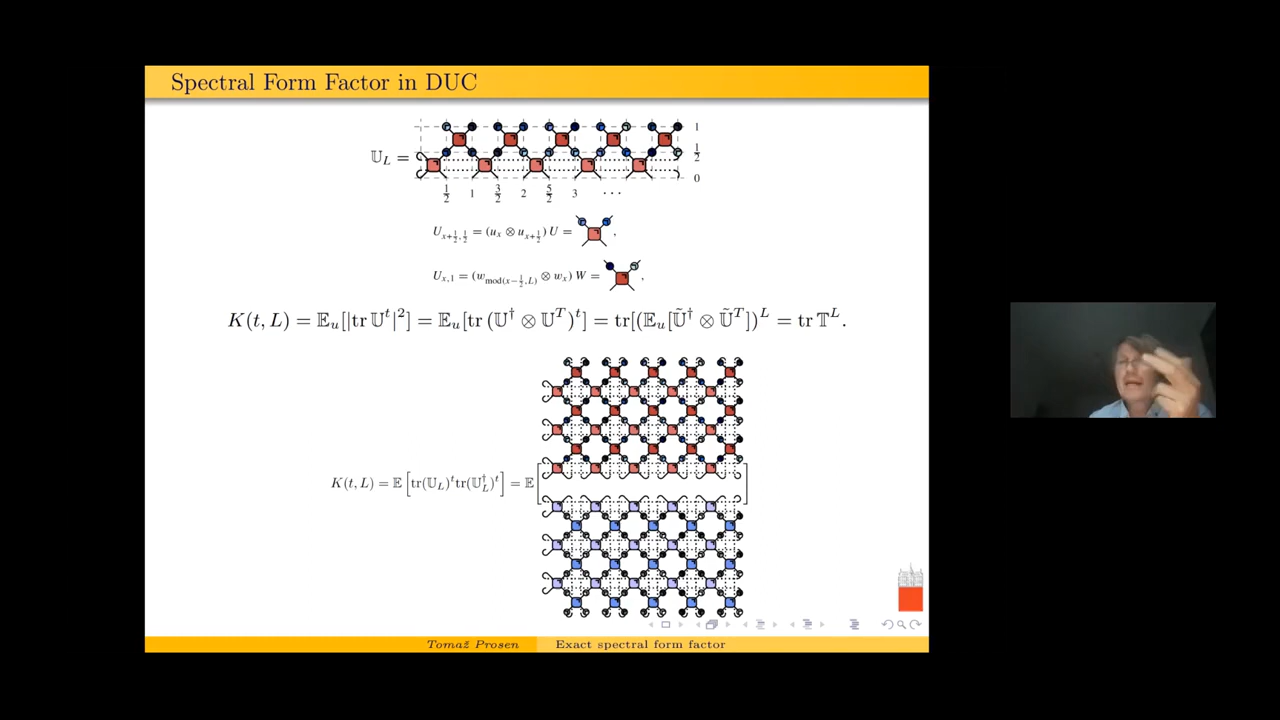 Spectral Form Factor in DUC
𝕌_L =
1
1/2
0
1/2 1 3/2 2 5/2 3 ⋯
U_{x+1/2,1/2} = (u_x ⊗ u_{x+1/2}) U = ,
U_{x,1} = (w_{mod(x−1/2,L)} ⊗ w_x) W = ,
K(t, L) = 𝔼_u[|tr 𝕌^t|^2] = 𝔼_u[tr (𝕌^† ⊗ 𝕌^T)^t] = tr[(𝔼_u[𝕌̃^† ⊗ 𝕌̃^T])^L = tr 𝕋^L.
K(t, L) = 𝔼 [tr(𝕌_L)^t tr(𝕌_L^†)^t] = 𝔼 [ ]
Tomaž Prosen Exact spectral form factor